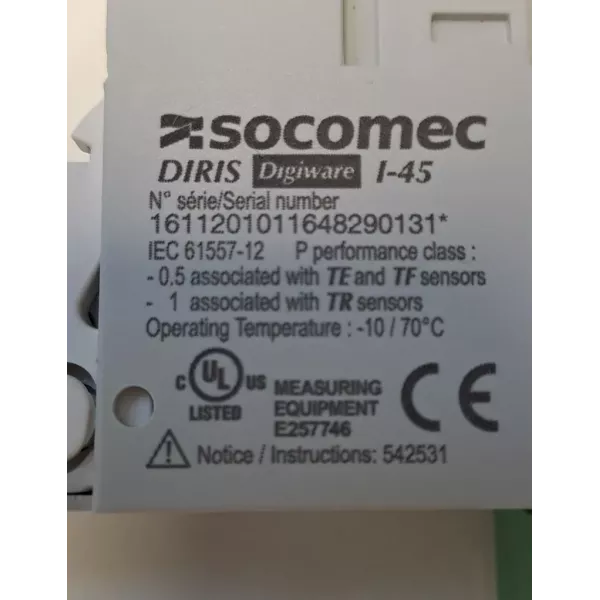 socomec
DIRIS Digiware I-45
N° série/Serial number
1611201011648290131*
IEC 61557-12 P performance class :
- 0.5 associated with TE and TF sensors
- 1 associated with TR sensors
Operating Temperature : -10 / 70°C
C UL US
LISTED
MEASURING
EQUIPMENT
E257746
CE
Notice / Instructions: 542531